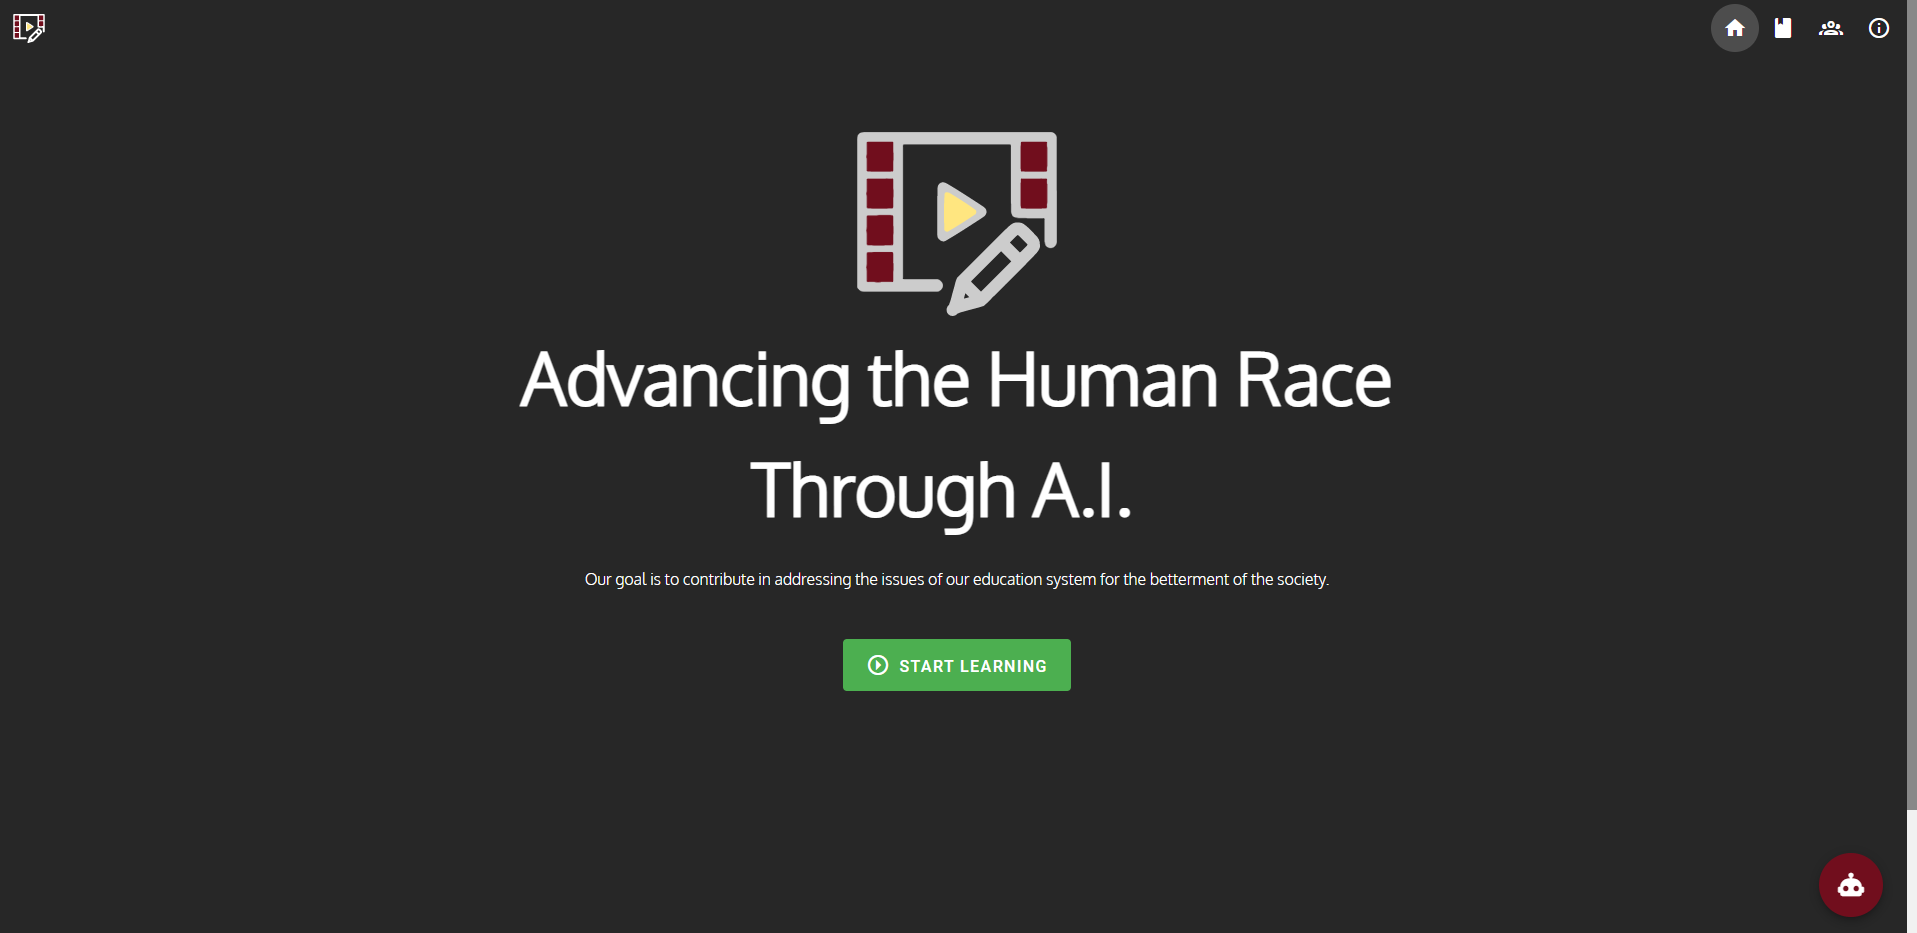 Advancing the Human Race
Through A.I.
Our goal is to contribute in addressing the issues of our education system for the betterment of the society.
START LEARNING